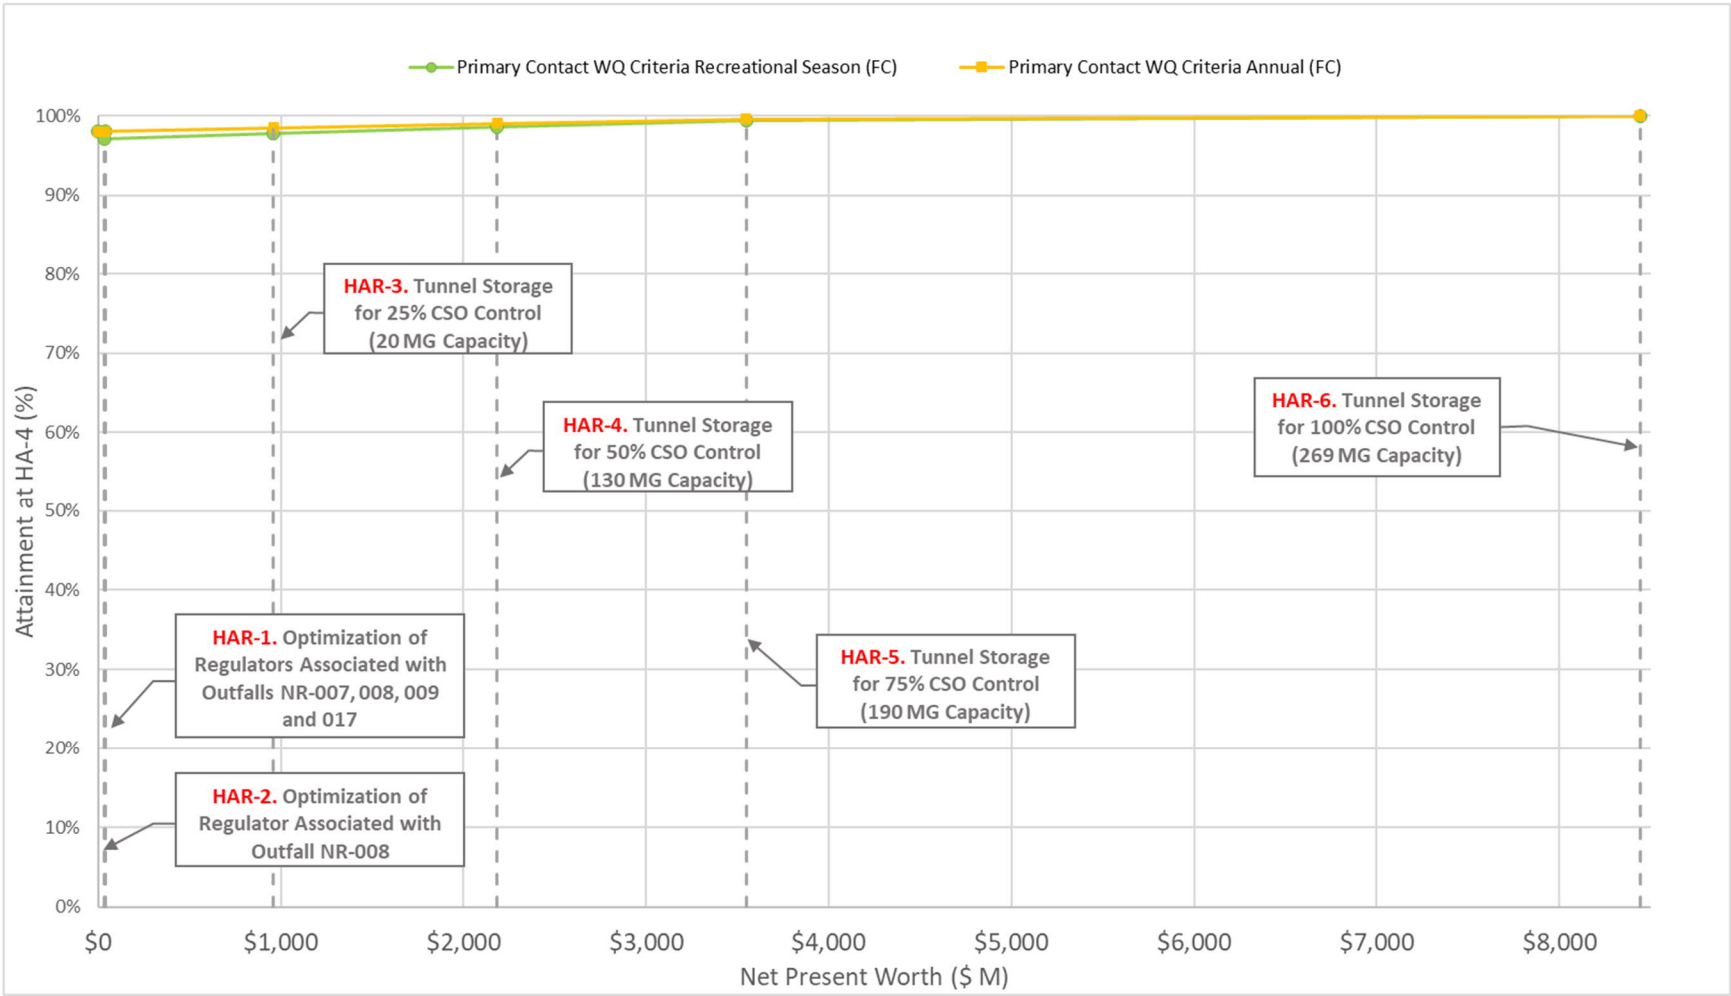 Primary Contact WQ Criteria Recreational Season (FC)
Primary Contact WQ Criteria Annual (FC)
100%
90%
80%
70%
60%
50%
40%
30%
20%
10%
0%
Attainment at HA-4 (%)
HAR-3. Tunnel Storage
for 25% CSO Control
(20 MG Capacity)
HAR-4. Tunnel Storage
for 50% CSO Control
(130 MG Capacity)
HAR-6. Tunnel Storage
for 100% CSO Control
(269 MG Capacity)
HAR-1. Optimization of
Regulators Associated with
Outfalls NR-007, 008, 009
and 017
HAR-5. Tunnel Storage
for 75% CSO Control
(190 MG Capacity)
HAR-2. Optimization of
Regulator Associated with
Outfall NR-008
$0
$1,000
$2,000
$3,000
$4,000
$5,000
$6,000
$7,000
$8,000
Net Present Worth ($ M)